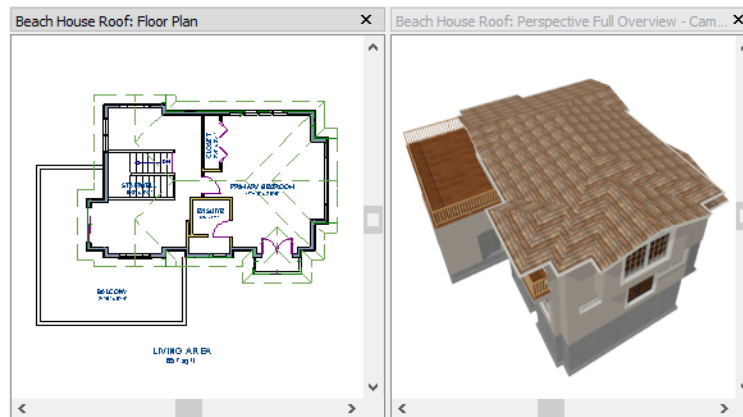 Beach House Roof: Floor Plan
Beach House Roof: Perspective Full Overview - Cam...
CLOSET
STAIRWELL
PRIMARY BEDROOM
ENSUITE
BALCONY
LIVING AREA